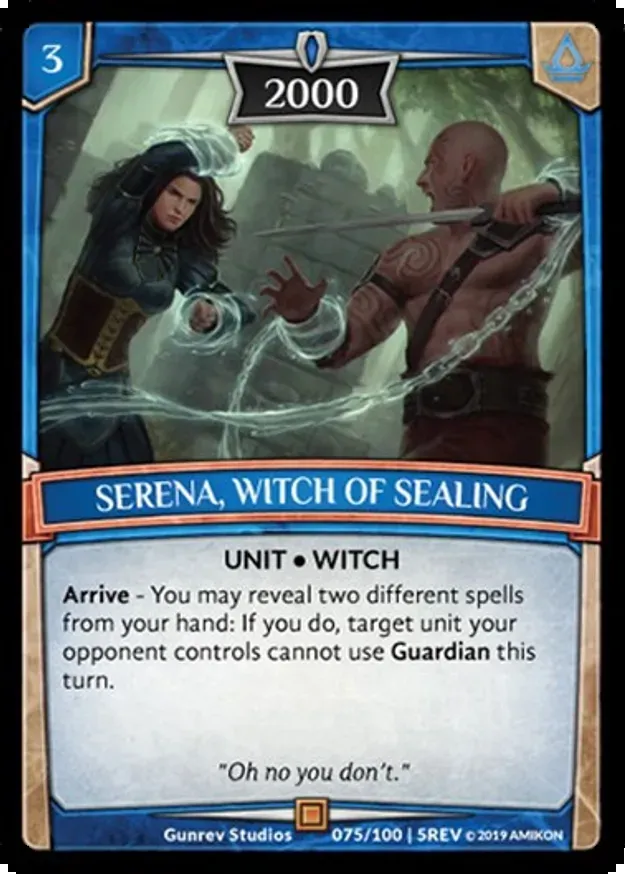 3
2000
SERENA, WITCH OF SEALING
UNIT • WITCH
Arrive - You may reveal two different spells
from your hand: If you do, target unit your
opponent controls cannot use Guardian this
turn.
"Oh no you don't."
Gunrev Studios 075/100 | 5REV © 2019 AMIKON